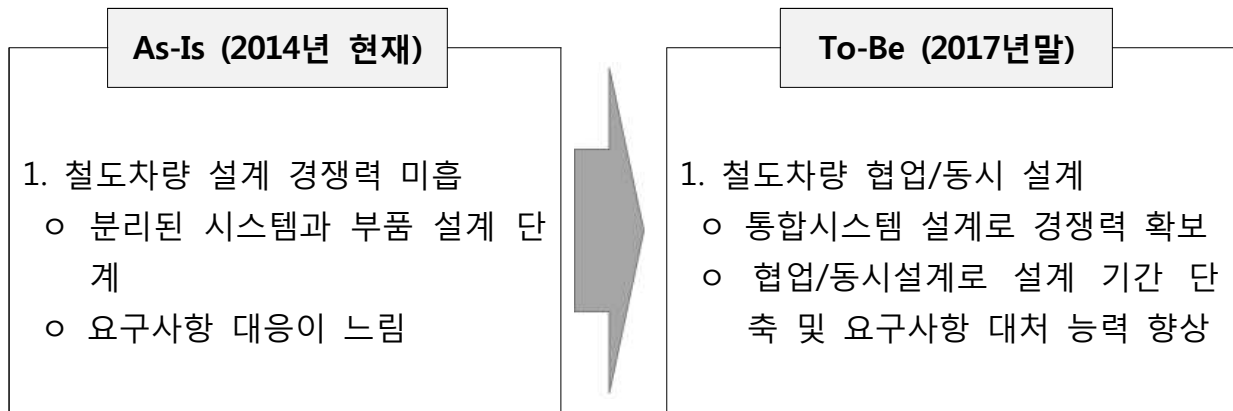 As-Is (2014년 현재)
1. 철도차량 설계 경쟁력 미흡
o 분리된 시스템과 부품 설계 단
계
o 요구사항 대응이 느림
To-Be (2017년말)
1. 철도차량 협업/동시 설계
o 통합시스템 설계로 경쟁력 확보
o 협업/동시설계로 설계 기간 단
축 및 요구사항 대처 능력 향상